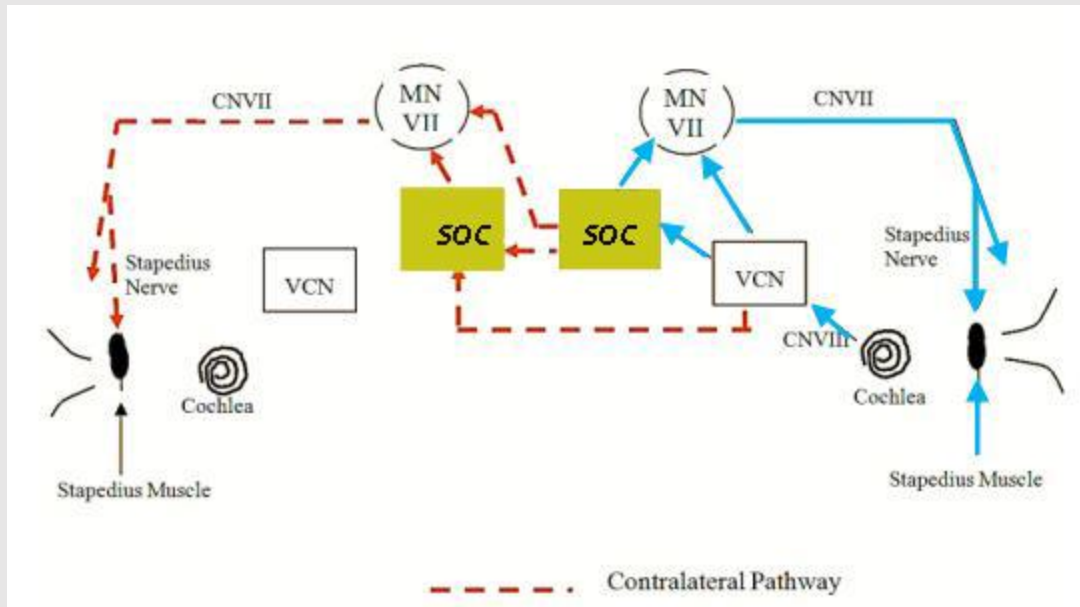 CNVII
MN
VII
MN
VII
CNVII
SOC
SOC
Stapedius
Nerve
VCN
VCN
Stapedius
Nerve
CNVIII
Cochlea
Cochlea
Stapedius Muscle
Stapedius Muscle
Contralateral Pathway